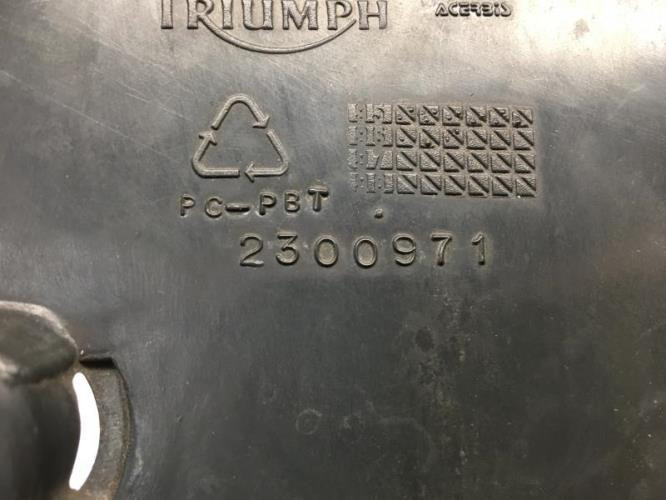 TRIUMPH
ACERBIS
PC-PBT
2300971